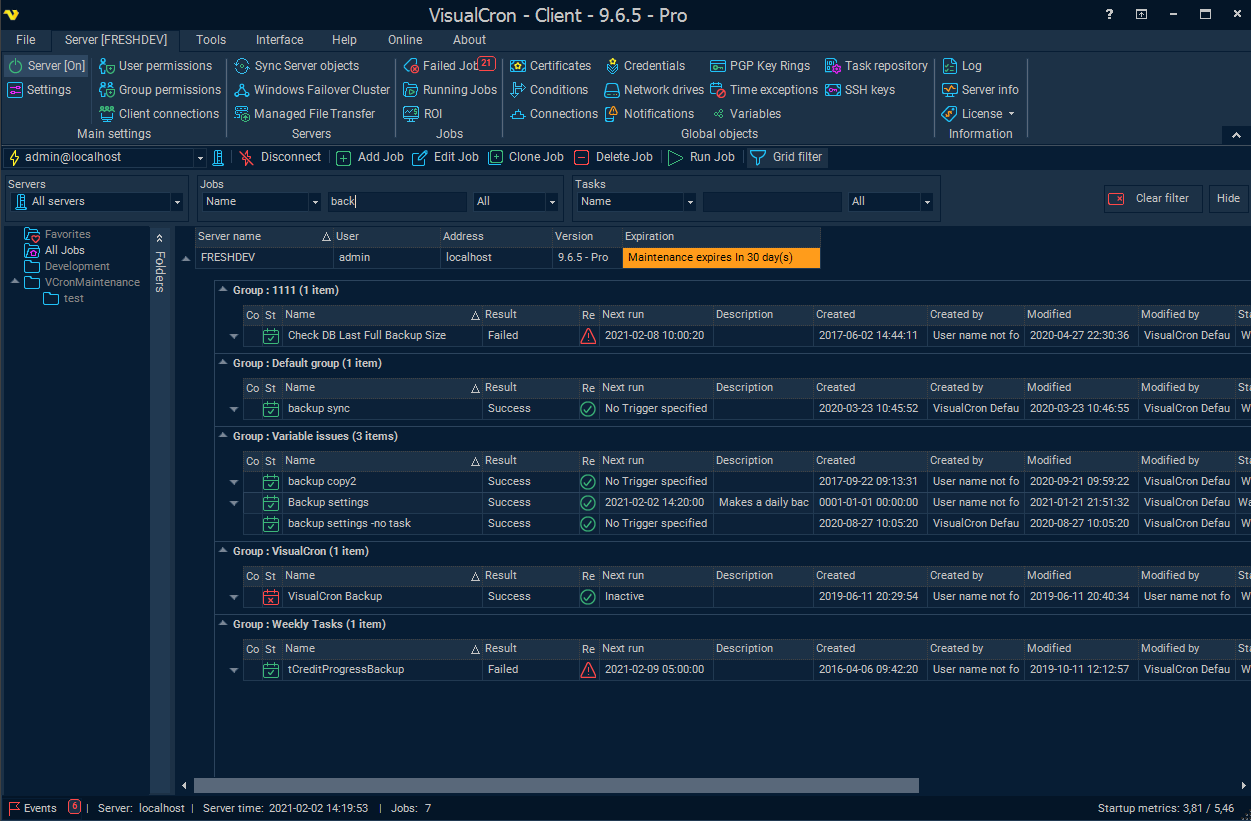 VisualCron - Client - 9.6.5 - Pro
File Server [FRESHDEV] Tools Interface Help Online About
Server [On] User permissions Sync Server objects Failed Job 21 Certificates Credentials PGP Key Rings Task repository Log
Settings Group permissions Windows Failover Cluster Running Jobs Conditions Network drives Time exceptions SSH keys Server info
Client connections Managed File Transfer ROI Connections Notifications Variables License
Main settings Servers Jobs Global objects Information
admin@localhost Disconnect Add Job Edit Job Clone Job Delete Job Run Job Grid filter
Servers Jobs Tasks
All servers Name back All Name All Clear filter Hide
Favorites
All Jobs
Development
VCronMaintenance
test
Folders
Server name User Address Version Expiration
FRESHDEV admin localhost 9.6.5 - Pro Maintenance expires In 30 day(s)
Group : 1111 (1 item)
Co St Name Result Re Next run Description Created Created by Modified Modified by Sta
Check DB Last Full Backup Size Failed 2021-02-08 10:00:20 2017-06-02 14:44:11 User name not fo 2020-04-27 22:30:36 VisualCron Defau W
Group : Default group (1 item)
Co St Name Result Re Next run Description Created Created by Modified Modified by Sta
backup sync Success No Trigger specified 2020-03-23 10:45:52 VisualCron Defau 2020-03-23 10:46:55 VisualCron Defau W
Group : Variable issues (3 items)
Co St Name Result Re Next run Description Created Created by Modified Modified by Sta
backup copy2 Success No Trigger specified 2017-09-22 09:13:31 User name not fo 2020-09-21 09:59:22 VisualCron Defau W
Backup settings Success 2021-02-02 14:20:00 Makes a daily bac 0001-01-01 00:00:00 User name not fo 2021-01-21 21:51:32 VisualCron Defau Wa
backup settings -no task Success No Trigger specified 2020-08-27 10:05:20 VisualCron Defau 2020-08-27 10:05:20 VisualCron Defau W
Group : VisualCron (1 item)
Co St Name Result Re Next run Description Created Created by Modified Modified by Sta
VisualCron Backup Success Inactive 2019-06-11 20:29:54 User name not fo 2019-06-11 20:40:34 User name not fo W
Group : Weekly Tasks (1 item)
Co St Name Result Re Next run Description Created Created by Modified Modified by Sta
tCreditProgressBackup Failed 2021-02-09 05:00:00 2016-04-06 09:42:20 User name not fo 2019-10-11 12:12:57 VisualCron Defau W
Events 6 | Server: localhost | Server time: 2021-02-02 14:19:53 | Jobs: 7 Startup metrics: 3,81 / 5,46